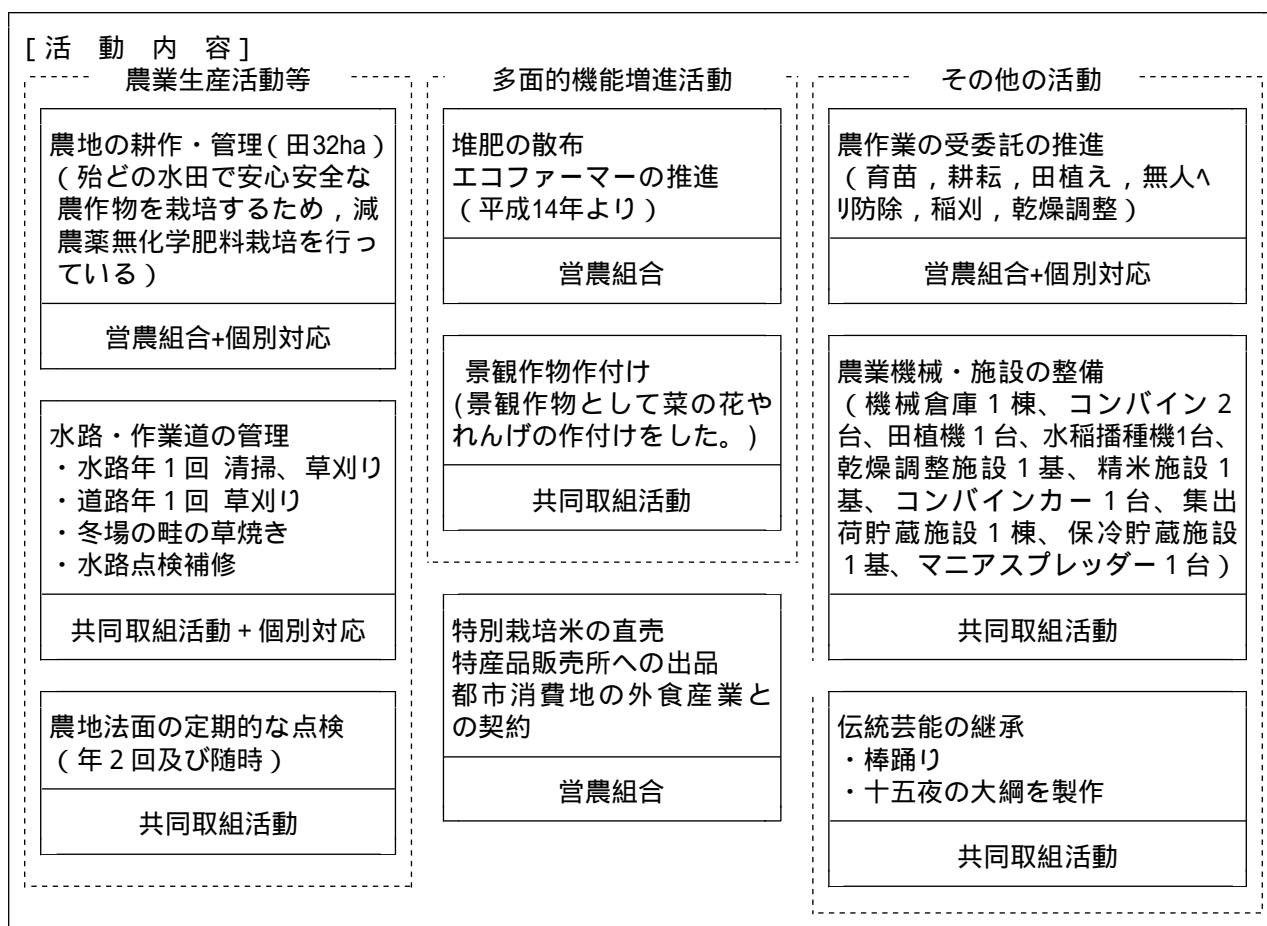 [活 動 内 容]
農業生産活動等
農地の耕作・管理(田32ha)
(殆どの水田で安心安全な
農作物を栽培するため,減
農薬無化学肥料栽培を行っ
ている)
営農組合+個別対応
水路・作業道の管理
・水路年1回 清掃、草刈り
・道路年1回 草刈り
・冬場の畦の草焼き
・水路点検補修
共同取組活動+個別対応
農地法面の定期的な点検
(年2回及び随時)
共同取組活動
多面的機能増進活動
堆肥の散布
エコファーマーの推進
(平成14年より)
営農組合
景観作物作付け
(景観作物として菜の花や
れんげの作付けをした。)
共同取組活動
特別栽培米の直売
特産品販売所への出品
都市消費地の外食産業と
の契約
営農組合
その他の活動
農作業の受委託の推進
(育苗,耕耘,田植え,無人ヘ
リ防除,稲刈,乾燥調整)
営農組合+個別対応
農業機械・施設の整備
(機械倉庫1棟、コンバイン2
台、田植機1台、水稲播種機1台、
乾燥調整施設1基、精米施設1
基、コンバインカー1台、集出
荷貯蔵施設1棟、保冷貯蔵施設
1基、マニアスプレッダー1台)
共同取組活動
伝統芸能の継承
・棒踊り
・十五夜の大綱を製作
共同取組活動